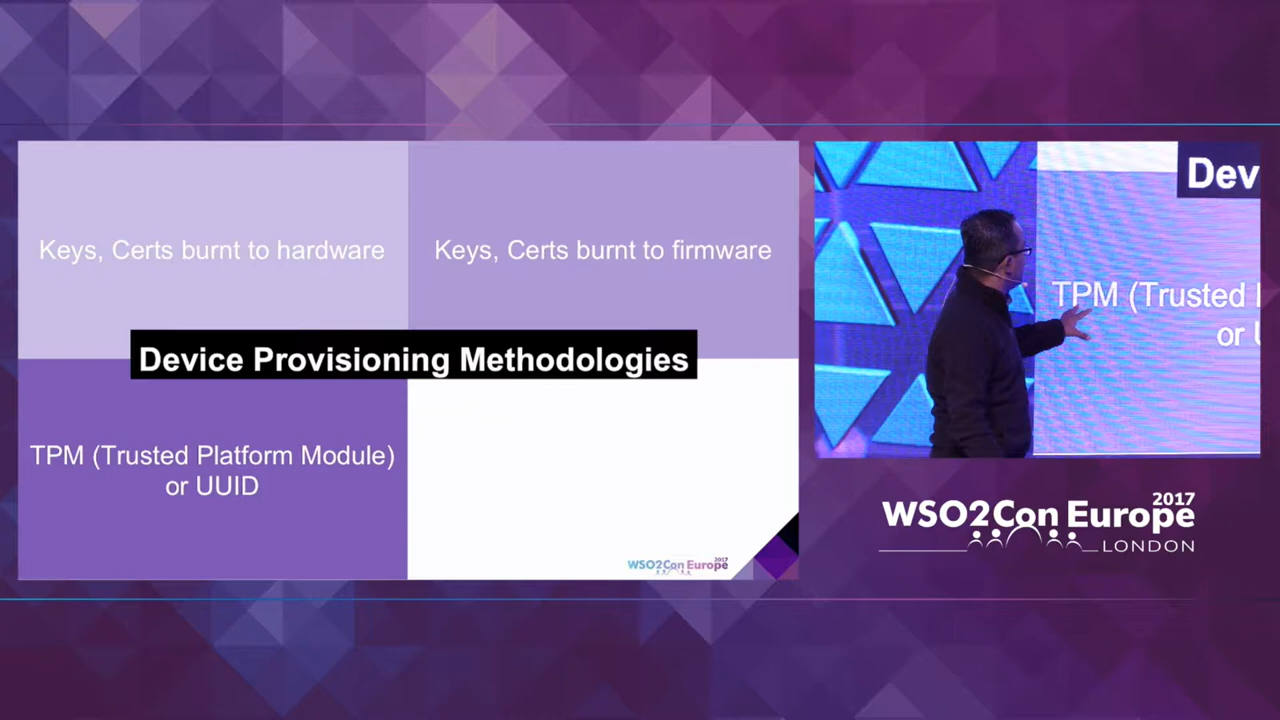 Keys, Certs burnt to hardware
Keys, Certs burnt to firmware
Device Provisioning Methodologies
TPM (Trusted Platform Module)
or UUID
WSO2Con Europe 2017
Dev
TPM (Trusted
or
WSO2Con Europe 2017
LONDON